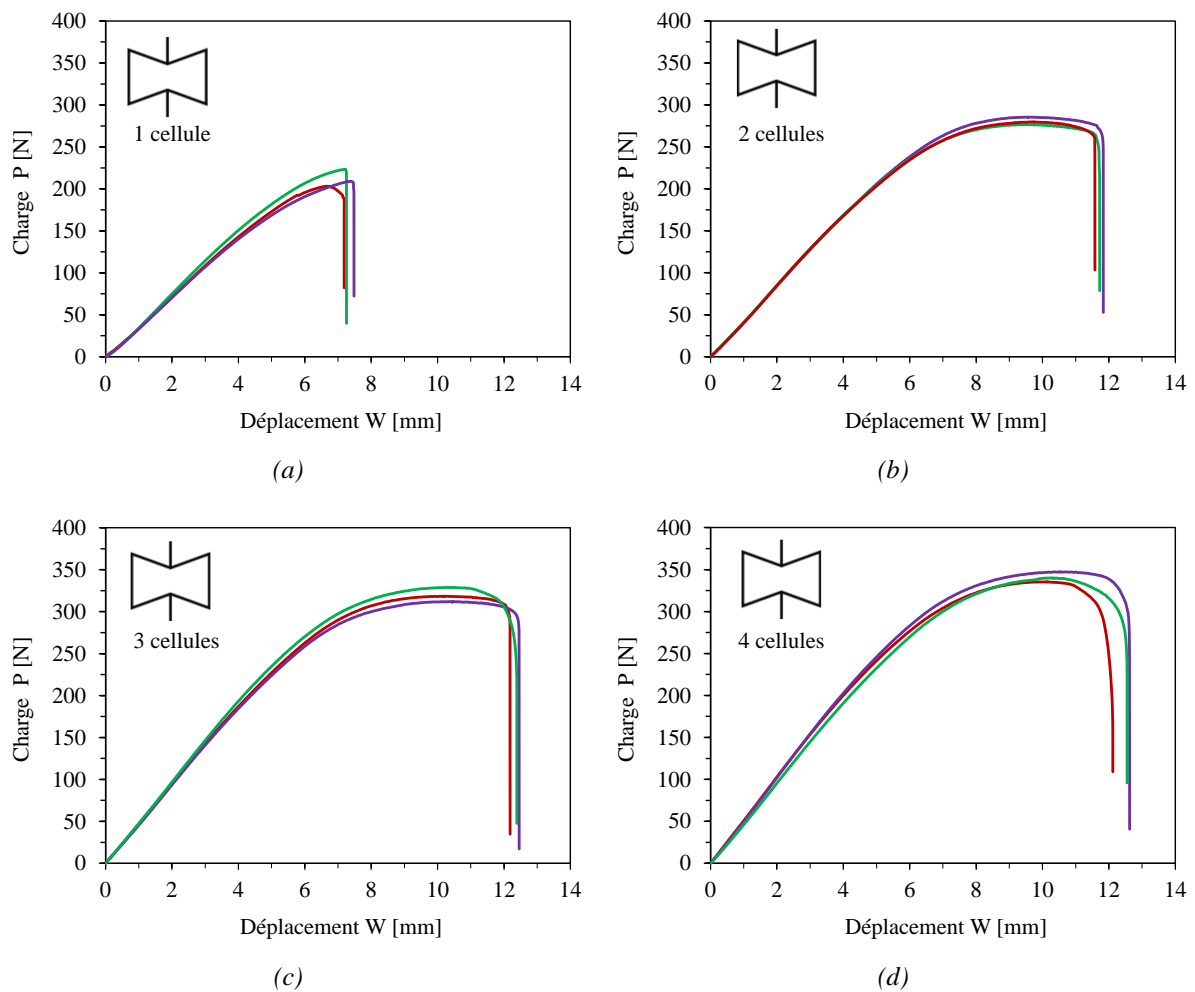 400
350
300
250
200
150
100
50
0
Charge P [N]
1 cellule
0 2 4 6 8 10 12 14
Déplacement W [mm]
(a)
400
350
300
250
200
150
100
50
0
Charge P [N]
2 cellules
0 2 4 6 8 10 12 14
Déplacement W [mm]
(b)
400
350
300
250
200
150
100
50
0
Charge P [N]
3 cellules
0 2 4 6 8 10 12 14
Déplacement W [mm]
(c)
400
350
300
250
200
150
100
50
0
Charge P [N]
4 cellules
0 2 4 6 8 10 12 14
Déplacement W [mm]
(d)